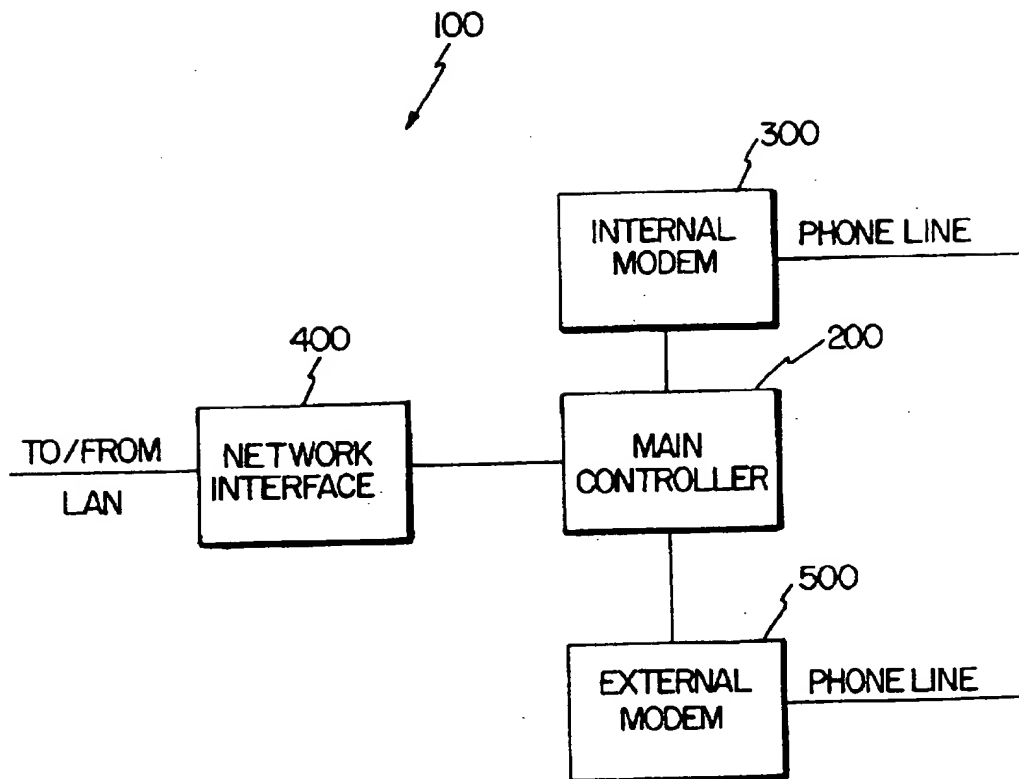 100
300
INTERNAL
MODEM
PHONE LINE
400
200
TO/FROM
LAN
NETWORK
INTERFACE
MAIN
CONTROLLER
500
EXTERNAL
MODEM
PHONE LINE